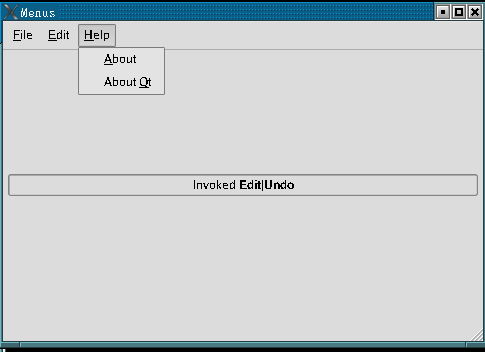 Menus
File Edit Help
About
About Qt
Invoked Edit|Undo